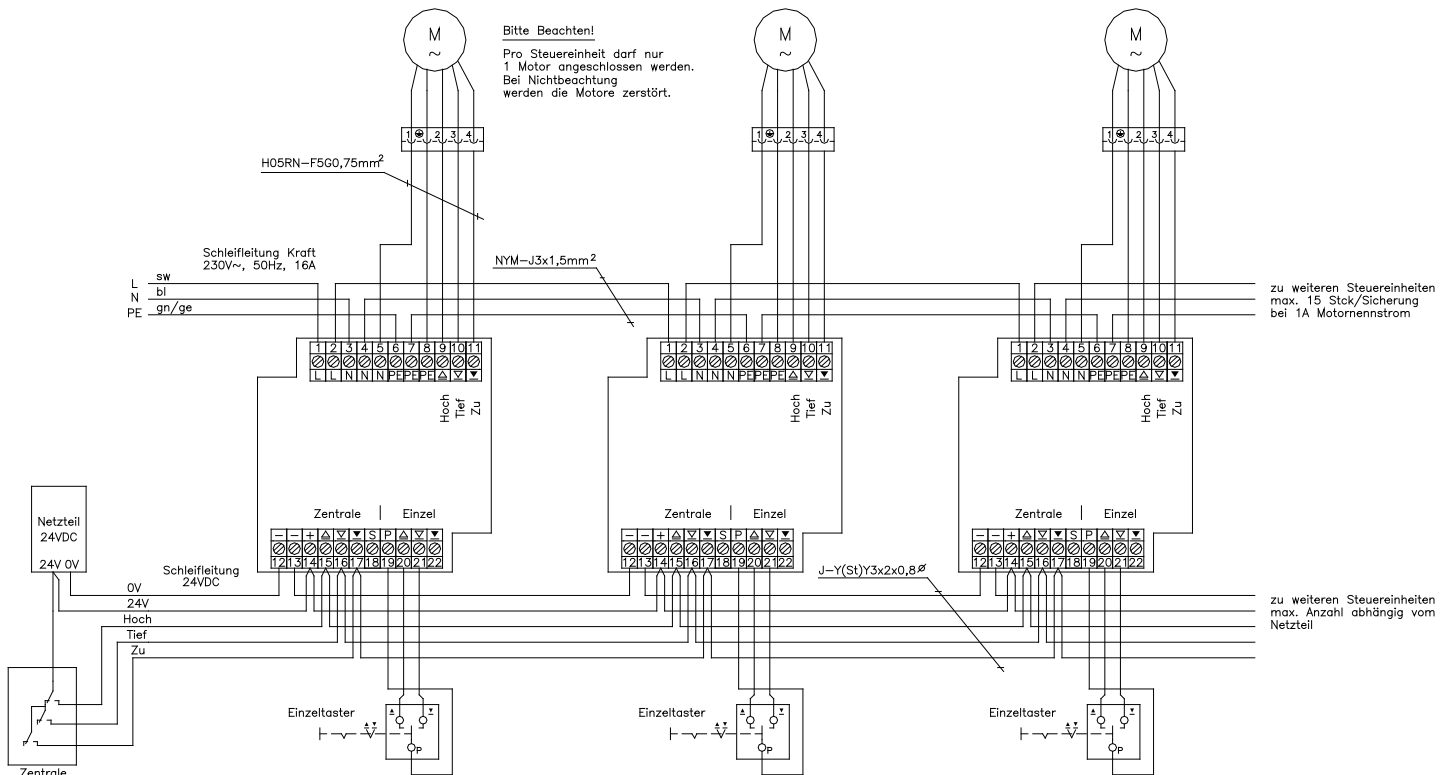 M
~
M
~
M
~
Bitte Beachten!
Pro Steuereinheit darf nur
1 Motor angeschlossen werden.
Bei Nichtbeachtung
werden die Motore zerstört.
1 2 3 4
1 2 3 4
1 2 3 4
H05RN-F5G0,75mm²
Schleifleitung Kraft
230V~, 50Hz, 16A
NYM-J3x1,5mm²
L sw
N bl
PE gn/ge
zu weiteren Steuereinheiten
max. 15 Stck/Sicherung
bei 1A Motornennstrom
1 2 3 4 5 6 7 8 9 10 11
L L N N N PE PE PE
Hoch
Tief
Zu
1 2 3 4 5 6 7 8 9 10 11
L L N N N PE PE PE
Hoch
Tief
Zu
1 2 3 4 5 6 7 8 9 10 11
L L N N N PE PE PE
Hoch
Tief
Zu
Netzteil
24VDC
24V 0V
Zentrale | Einzel
- - + S P
12 13 14 15 16 17 18 19 20 21 22
Zentrale | Einzel
- - + S P
12 13 14 15 16 17 18 19 20 21 22
Zentrale | Einzel
- - + S P
12 13 14 15 16 17 18 19 20 21 22
Schleifleitung
24VDC
J-Y(St)Y3x2x0,8Ø
0V
24V
Hoch
Tief
Zu
zu weiteren Steuereinheiten
max. Anzahl abhängig vom
Netzteil
Einzeltaster
P
Einzeltaster
P
Einzeltaster
P
Zentrale